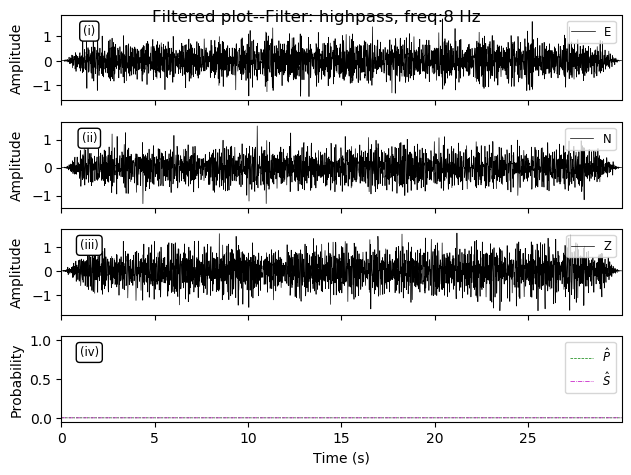 Filtered plot--Filter: highpass, freq:8 Hz
(i)
E
Amplitude
1
0
−1
(ii)
N
Amplitude
1
0
−1
(iii)
Z
Amplitude
1
0
−1
(iv)
P̂
Ŝ
Probability
1.0
0.5
0.0
0 5 10 15 20 25
Time (s)